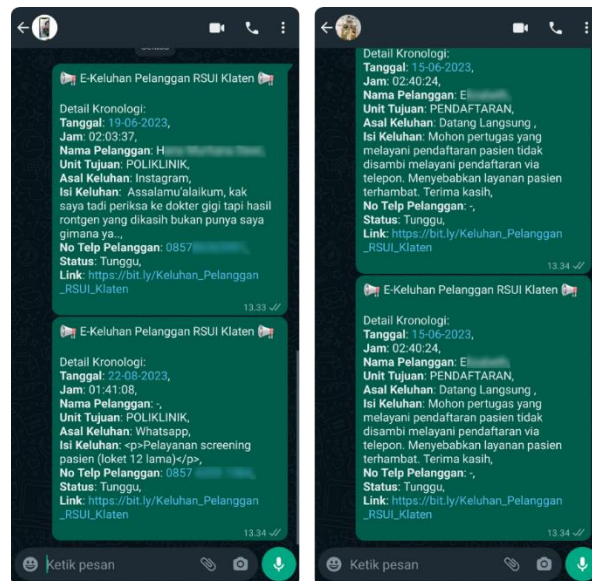 E-Keluhan Pelanggan RSUI Klaten
Detail Kronologi:
Tanggal: 19-06-2023,
Jam: 02:03:37,
Nama Pelanggan: H
Unit Tujuan: POLIKLINIK,
Asal Keluhan: Instagram,
Isi Keluhan: Assalamu'alaikum, kak
saya tadi periksa ke dokter gigi tapi hasil
rontgen yang dikasih bukan punya saya
gimana ya..,
No Telp Pelanggan: 0857
Status: Tunggu,
Link: https://bit.ly/Keluhan_Pelanggan
_RSUI_Klaten
13.33
E-Keluhan Pelanggan RSUI Klaten
Detail Kronologi:
Tanggal: 22-08-2023,
Jam: 01:41:08,
Nama Pelanggan: -,
Unit Tujuan: POLIKLINIK,
Asal Keluhan: Whatsapp,
Isi Keluhan: <p>Pelayanan screening
pasien (loket 12 lama)</p>,
No Telp Pelanggan: 0857
Status: Tunggu,
Link: https://bit.ly/Keluhan_Pelanggan
_RSUI_Klaten
13.34
Ketik pesan
Detail Kronologi:
Tanggal: 15-06-2023,
Jam: 02:40:24,
Nama Pelanggan: E
Unit Tujuan: PENDAFTARAN,
Asal Keluhan: Datang Langsung ,
Isi Keluhan: Mohon pertugas yang
melayani pendaftaran pasien tidak
disambi melayani pendaftaran via
telepon. Menyebabkan layanan pasien
terhambat. Terima kasih,
No Telp Pelanggan: -,
Status: Tunggu,
Link: https://bit.ly/Keluhan_Pelanggan
_RSUI_Klaten
13.34
E-Keluhan Pelanggan RSUI Klaten
Detail Kronologi:
Tanggal: 15-06-2023,
Jam: 02:40:24,
Nama Pelanggan: E
Unit Tujuan: PENDAFTARAN,
Asal Keluhan: Datang Langsung ,
Isi Keluhan: Mohon pertugas yang
melayani pendaftaran pasien tidak
disambi melayani pendaftaran via
telepon. Menyebabkan layanan pasien
terhambat. Terima kasih,
No Telp Pelanggan: -,
Status: Tunggu,
Link: https://bit.ly/Keluhan_Pelanggan
_RSUI_Klaten
13.34
Ketik pesan